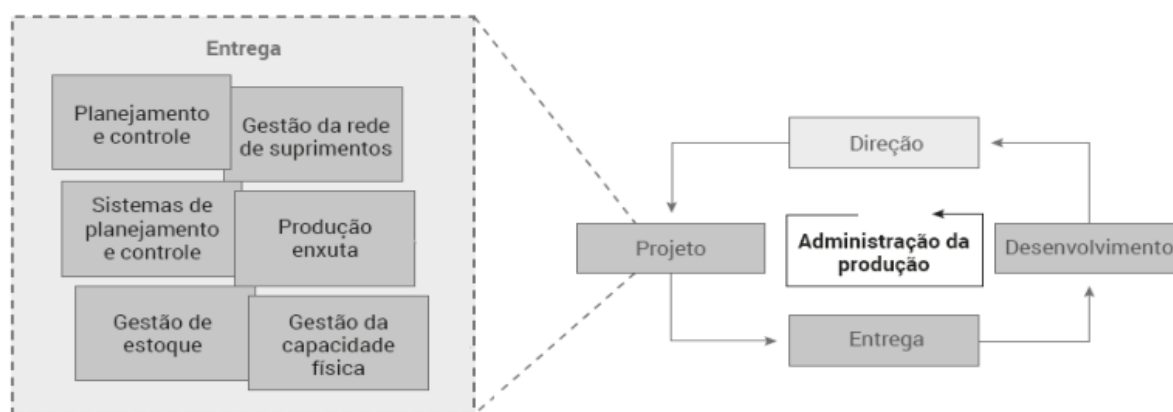 Entrega
Planejamento
e controle
Gestão da rede
de suprimentos
Sistemas de
planejamento
e controle
Produção
enxuta
Gestão de
estoque
Gestão da
capacidade
física
Direção
Projeto
Administração da
produção
Desenvolvimento
Entrega